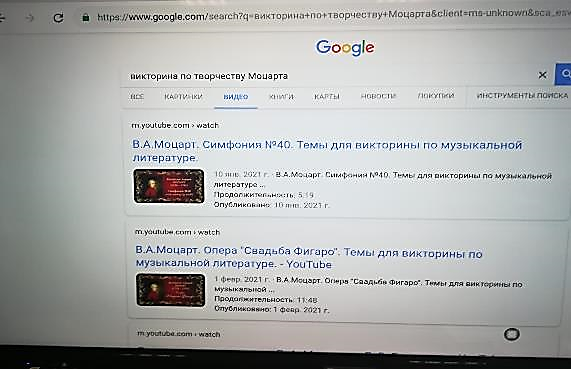 https://www.google.com/search?q=викторина+по+творчеству+Моцарта&client=ms-unknown&sca_esv
Google
викторина по творчеству Моцарта
ВСЕ КАРТИНКИ ВИДЕО КНИГИ КАРТЫ НОВОСТИ ПОКУПКИ ИНСТРУМЕНТЫ ПОИСКА
m.youtube.com › watch
В.А.Моцарт. Симфония №40. Темы для викторины по музыкальной
литературе.
10 янв. 2021 г. · В.А.Моцарт. Симфония №40. Темы для викторины по музыкальной
литературе ...
Продолжительность: 5:19
Опубликовано: 10 янв. 2021 г.
m.youtube.com › watch
В.А.Моцарт. Опера "Свадьба Фигаро". Темы для викторины по
музыкальной литературе. - YouTube
1 февр. 2021 г. · В.А.Моцарт. Опера "Свадьба Фигаро". Темы для викторины по
музыкальной ...
Продолжительность: 11:48
Опубликовано: 1 февр. 2021 г.
m.youtube.com › watch